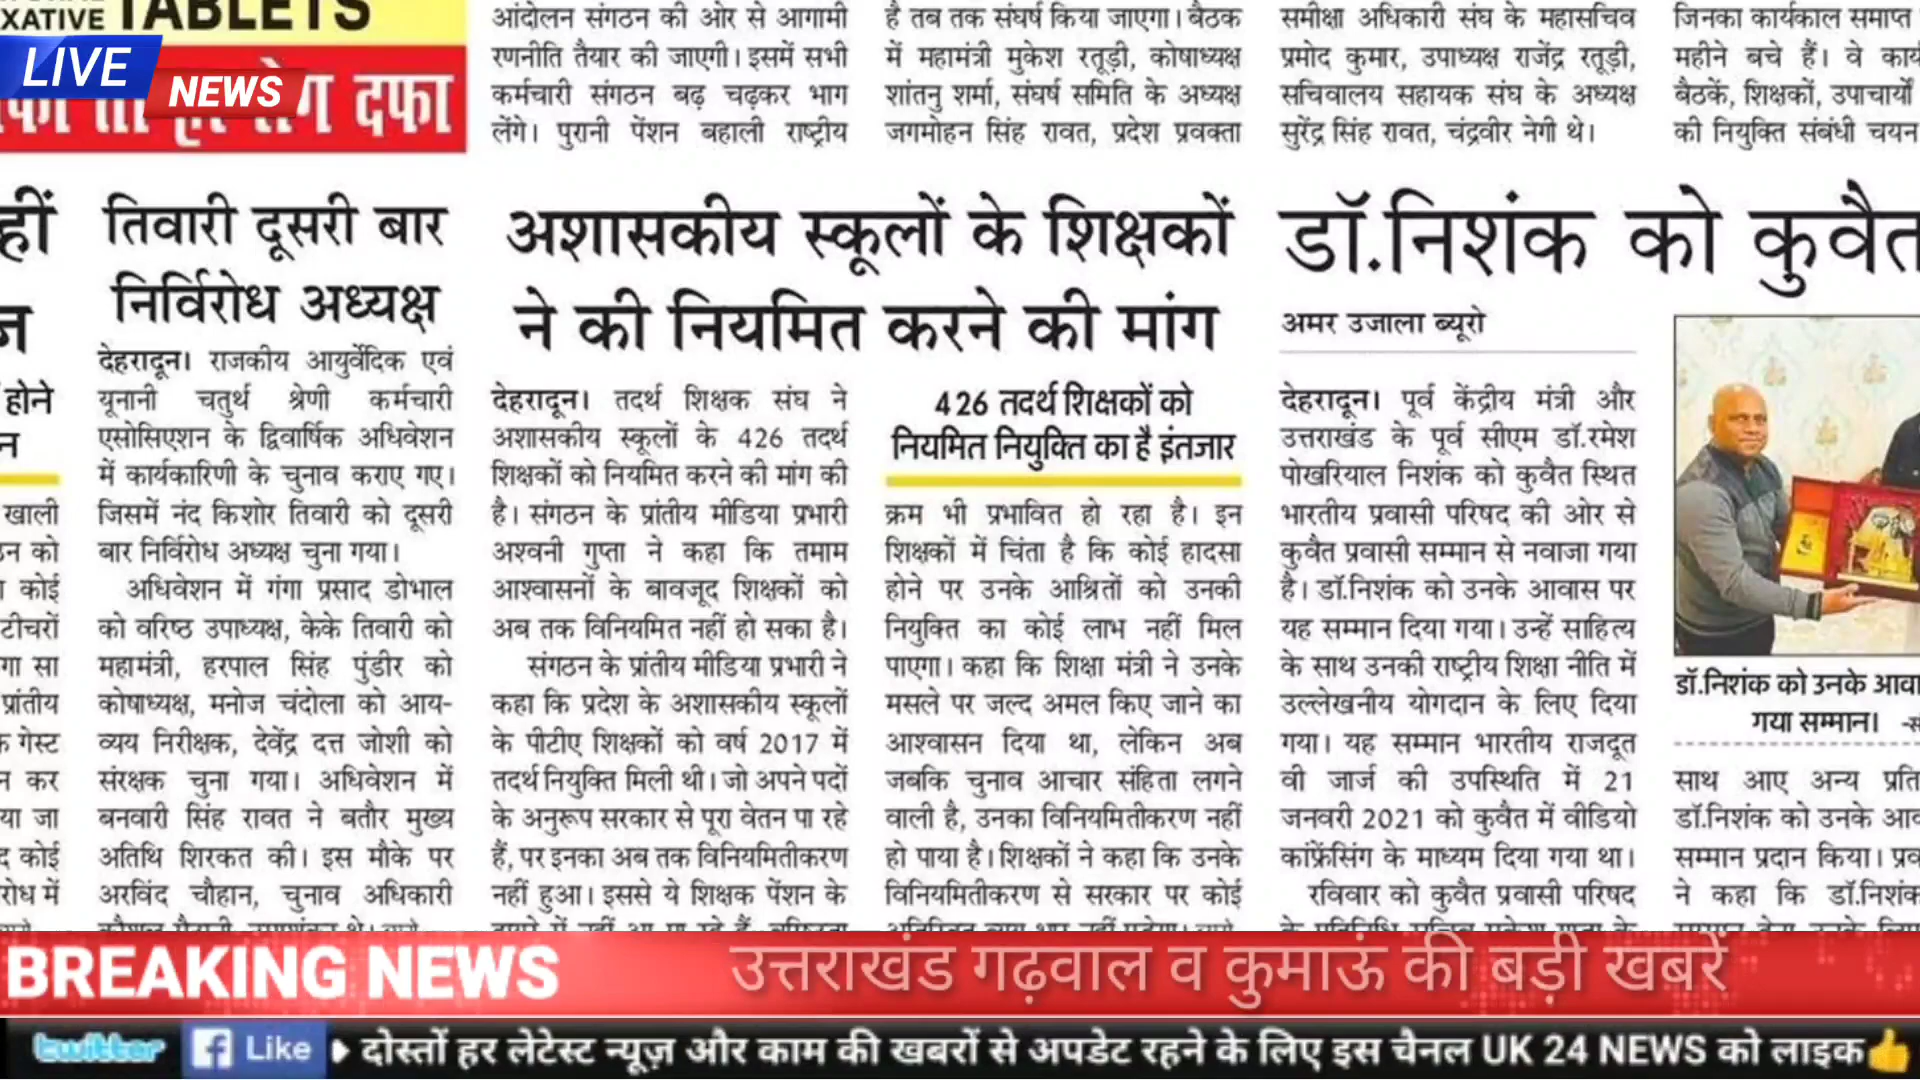 XATIVE TABLETS
LIVE
NEWS
दफा
आंदोलन संगठन की ओर से आगामी
रणनीति तैयार की जाएगी। इसमें सभी
कर्मचारी संगठन बढ़ चढ़कर भाग
लेंगे। पुरानी पेंशन बहाली राष्ट्रीय
है तब तक संघर्ष किया जाएगा। बैठक
में महामंत्री मुकेश रतूड़ी, कोषाध्यक्ष
शांतनु शर्मा, संघर्ष समिति के अध्यक्ष
जगमोहन सिंह रावत, प्रदेश प्रवक्ता
समीक्षा अधिकारी संघ के महासचिव
प्रमोद कुमार, उपाध्यक्ष राजेंद्र रतूड़ी,
सचिवालय सहायक संघ के अध्यक्ष
सुरेंद्र सिंह रावत, चंद्रवीर नेगी थे।
जिनका कार्यकाल समाप्त
महीने बचे हैं। वे कार्य
बैठकें, शिक्षकों, उपाचार्यों
की नियुक्ति संबंधी चयन
होने
खाली
को
कोई
टीचरों
सा
प्रांतीय
गेस्ट
कर
या जा
कोई
में
तिवारी दूसरी बार
निर्विरोध अध्यक्ष
देहरादून। राजकीय आयुर्वेदिक एवं
यूनानी चतुर्थ श्रेणी कर्मचारी
एसोसिएशन के द्विवार्षिक अधिवेशन
में कार्यकारिणी के चुनाव कराए गए।
जिसमें नंद किशोर तिवारी को दूसरी
बार निर्विरोध अध्यक्ष चुना गया।
अधिवेशन में गंगा प्रसाद डोभाल
को वरिष्ठ उपाध्यक्ष, केके तिवारी को
महामंत्री, हरपाल सिंह पुंडीर को
कोषाध्यक्ष, मनोज चंदोला को आय-
व्यय निरीक्षक, देवेंद्र दत्त जोशी को
संरक्षक चुना गया। अधिवेशन में
बनवारी सिंह रावत ने बतौर मुख्य
अतिथि शिरकत की। इस मौके पर
अरविंद चौहान, चुनाव अधिकारी
अशासकीय स्कूलों के शिक्षकों
ने की नियमित करने की मांग
देहरादून। तदर्थ शिक्षक संघ ने
अशासकीय स्कूलों के 426 तदर्थ
शिक्षकों को नियमित करने की मांग की
है। संगठन के प्रांतीय मीडिया प्रभारी
अश्वनी गुप्ता ने कहा कि तमाम
आश्वासनों के बावजूद शिक्षकों को
अब तक विनियमित नहीं हो सका है।
संगठन के प्रांतीय मीडिया प्रभारी ने
कहा कि प्रदेश के अशासकीय स्कूलों
के पीटीए शिक्षकों को वर्ष 2017 में
तदर्थ नियुक्ति मिली थी। जो अपने पदों
के अनुरूप सरकार से पूरा वेतन पा रहे
हैं, पर इनका अब तक विनियमितीकरण
नहीं हुआ। इससे ये शिक्षक पेंशन के
426 तदर्थ शिक्षकों को
नियमित नियुक्ति का है इंतजार
क्रम भी प्रभावित हो रहा है। इन
शिक्षकों में चिंता है कि कोई हादसा
होने पर उनके आश्रितों को उनकी
नियुक्ति का कोई लाभ नहीं मिल
पाएगा। कहा कि शिक्षा मंत्री ने उनके
मसले पर जल्द अमल किए जाने का
आश्वासन दिया था, लेकिन अब
जबकि चुनाव आचार संहिता लगने
वाली है, उनका विनियमितीकरण नहीं
हो पाया है। शिक्षकों ने कहा कि उनके
विनियमितीकरण से सरकार पर कोई
डॉ.निशंक को कुवैत
अमर उजाला ब्यूरो
देहरादून। पूर्व केंद्रीय मंत्री और
उत्तराखंड के पूर्व सीएम डॉ.रमेश
पोखरियाल निशंक को कुवैत स्थित
भारतीय प्रवासी परिषद की ओर से
कुवैत प्रवासी सम्मान से नवाजा गया
है। डॉ.निशंक को उनके आवास पर
यह सम्मान दिया गया। उन्हें साहित्य
के साथ उनकी राष्ट्रीय शिक्षा नीति में
उल्लेखनीय योगदान के लिए दिया
गया। यह सम्मान भारतीय राजदूत
वी जार्ज की उपस्थिति में 21
जनवरी 2021 को कुवैत में वीडियो
कांफ्रेंसिंग के माध्यम दिया गया था।
रविवार को कुवैत प्रवासी परिषद
डॉ.निशंक को उनके आवा
गया सम्मान।
साथ आए अन्य प्रति
डॉ.निशंक को उनके आव
सम्मान प्रदान किया। प्रव
ने कहा कि डॉ.निशंक
BREAKING NEWS
उत्तराखंड गढ़वाल व कुमाऊं की बड़ी खबरें
twitter
f Like
दोस्तों हर लेटेस्ट न्यूज़ और काम की खबरों से अपडेट रहने के लिए इस चैनल UK 24 NEWS को लाइक👍